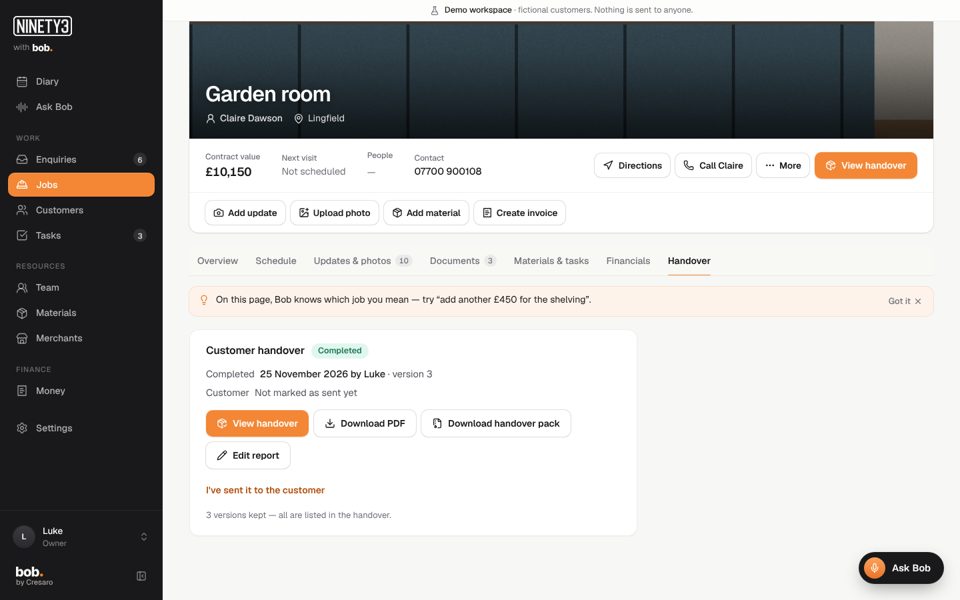 Demo workspace · fictional customers. Nothing is sent to anyone.
NINETY3
with bob.
Diary
Ask Bob
WORK
Enquiries 6
Jobs
Customers
Tasks 3
RESOURCES
Team
Materials
Merchants
FINANCE
Money
Settings
L Luke
Owner
bob.
by Cresaro
Garden room
Claire Dawson Lingfield
Contract value
£10,150
Next visit
Not scheduled
People
—
Contact
07700 900108
Directions Call Claire More View handover
Add update Upload photo Add material Create invoice
Overview Schedule Updates & photos 10 Documents 3 Materials & tasks Financials Handover
On this page, Bob knows which job you mean — try “add another £450 for the shelving”. Got it
Customer handover Completed
Completed 25 November 2026 by Luke · version 3
Customer Not marked as sent yet
View handover Download PDF Download handover pack
Edit report
I've sent it to the customer
3 versions kept — all are listed in the handover.
Ask Bob